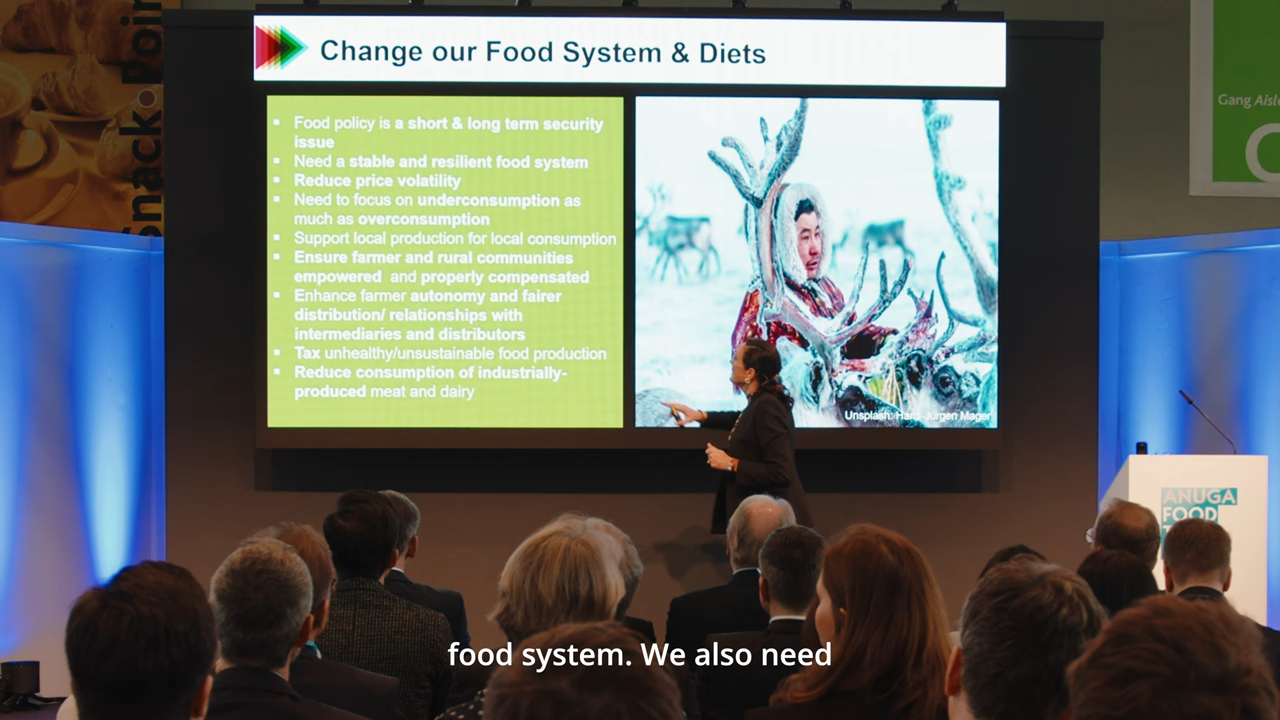 Snack·Poin
Change our Food System & Diets
Gang Aisle
▪ Food policy is a short & long term security
issue
▪ Need a stable and resilient food system
▪ Reduce price volatility
▪ Need to focus on underconsumption as
much as overconsumption
▪ Support local production for local consumption
▪ Ensure farmer and rural communities
empowered and properly compensated
▪ Enhance farmer autonomy and fairer
distribution/ relationships with
intermediaries and distributors
▪ Tax unhealthy/unsustainable food production
▪ Reduce consumption of industrially-
produced meat and dairy
Unsplash: Hans-Jurgen Mager
ANUGA
FOOD
food system. We also need